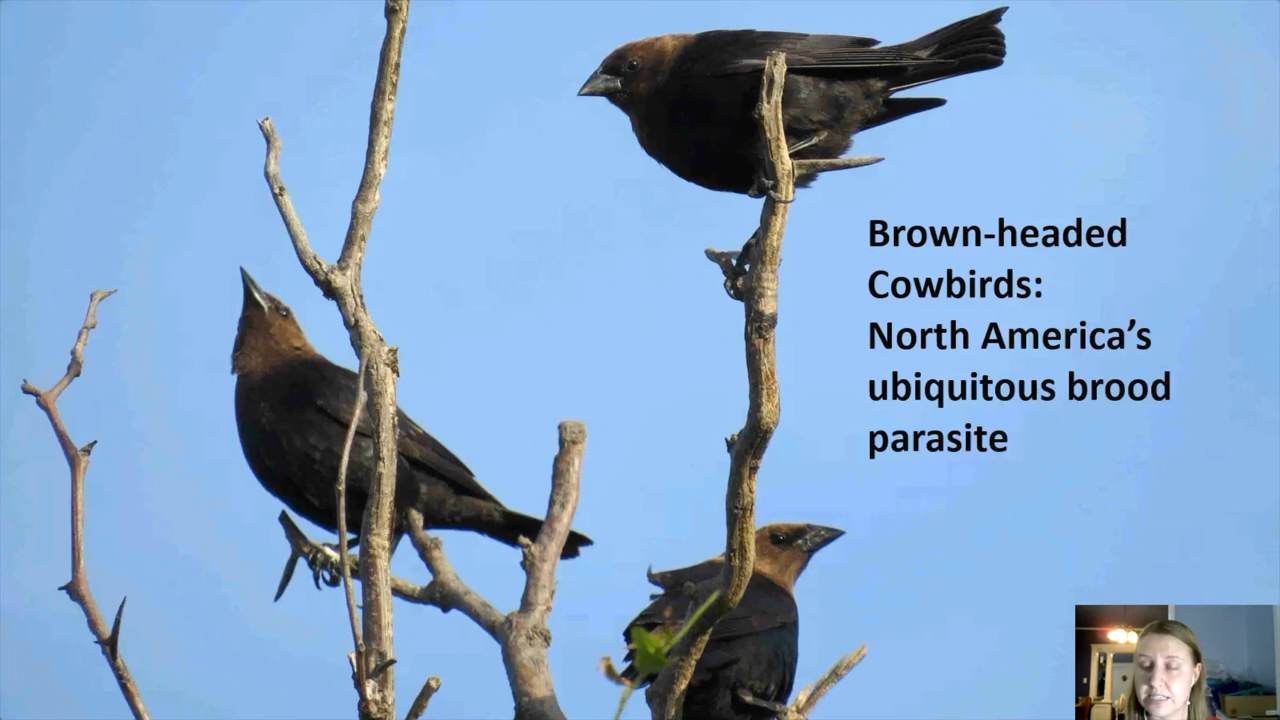 Brown-headed
Cowbirds:
North America’s
ubiquitous brood
parasite